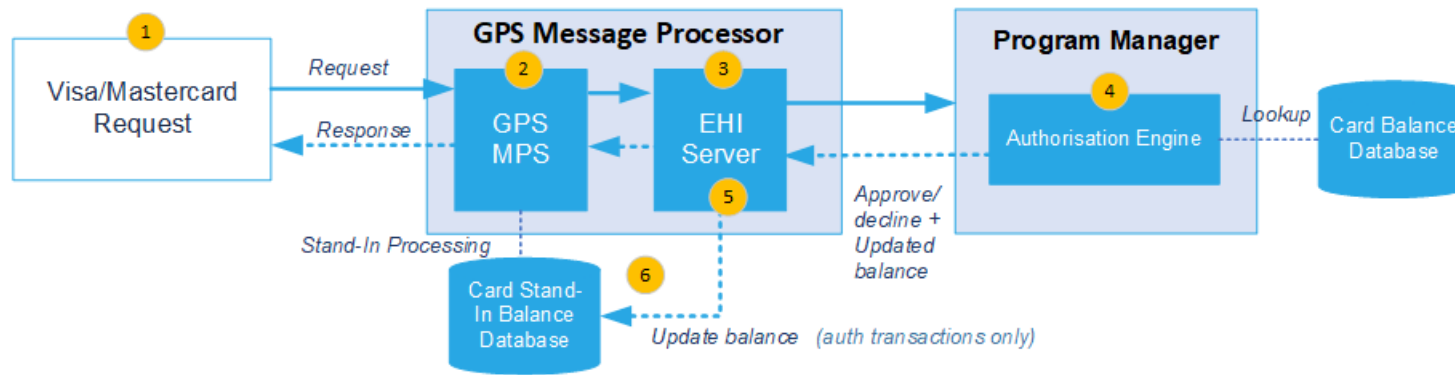 1
Visa/Mastercard
Request
Request
Response
GPS Message Processor
2
GPS
MPS
3
EHI
Server
5
Program Manager
4
Authorisation Engine
Lookup
Card Balance
Database
Approve/
decline +
Updated
balance
Stand-In Processing
6
Card Stand-
In Balance
Database
Update balance (auth transactions only)